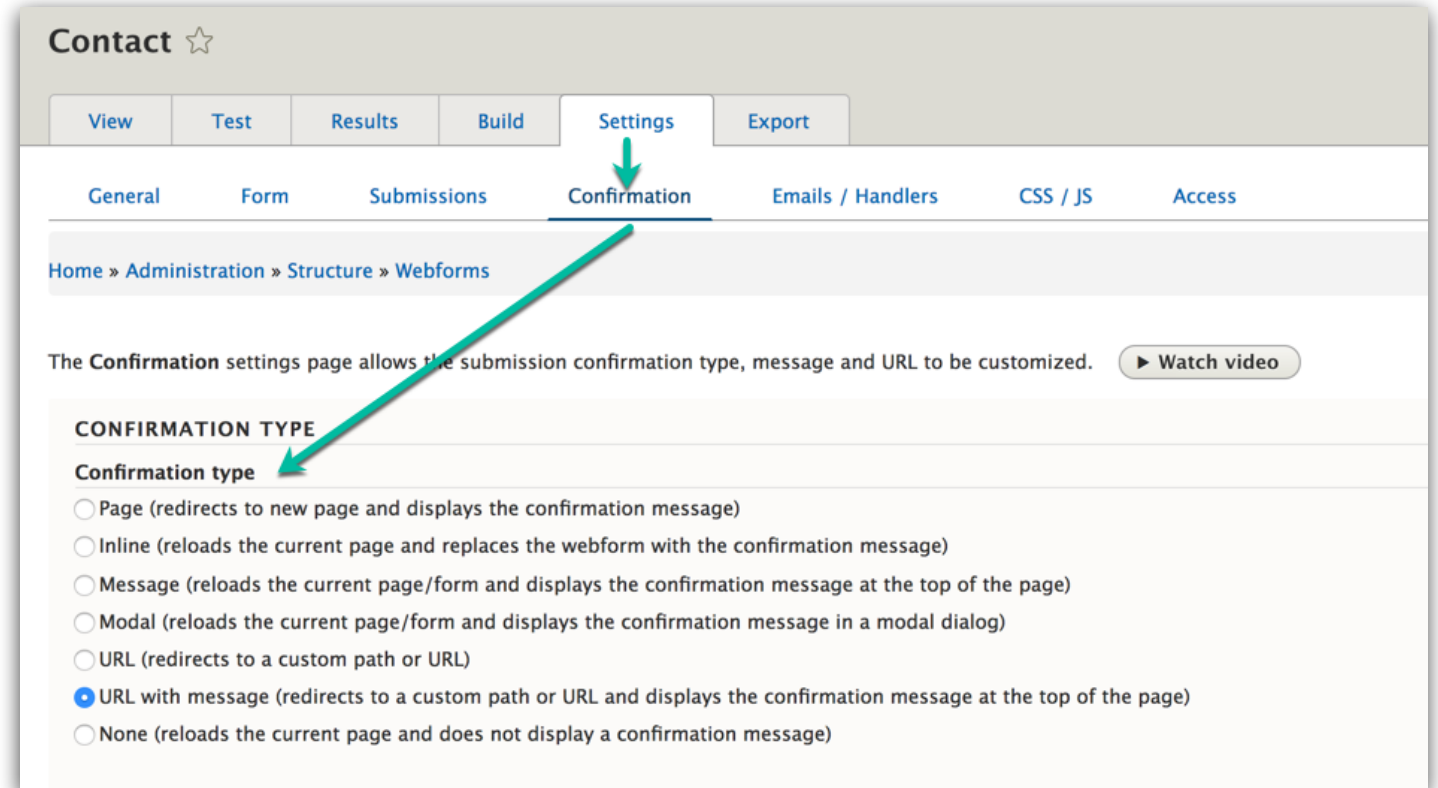 Contact
View Test Results Build Settings Export
General Form Submissions Confirmation Emails / Handlers CSS / JS Access
Home » Administration » Structure » Webforms
The Confirmation settings page allows the submission confirmation type, message and URL to be customized. Watch video
CONFIRMATION TYPE
Confirmation type
Page (redirects to new page and displays the confirmation message)
Inline (reloads the current page and replaces the webform with the confirmation message)
Message (reloads the current page/form and displays the confirmation message at the top of the page)
Modal (reloads the current page/form and displays the confirmation message in a modal dialog)
URL (redirects to a custom path or URL)
URL with message (redirects to a custom path or URL and displays the confirmation message at the top of the page)
None (reloads the current page and does not display a confirmation message)